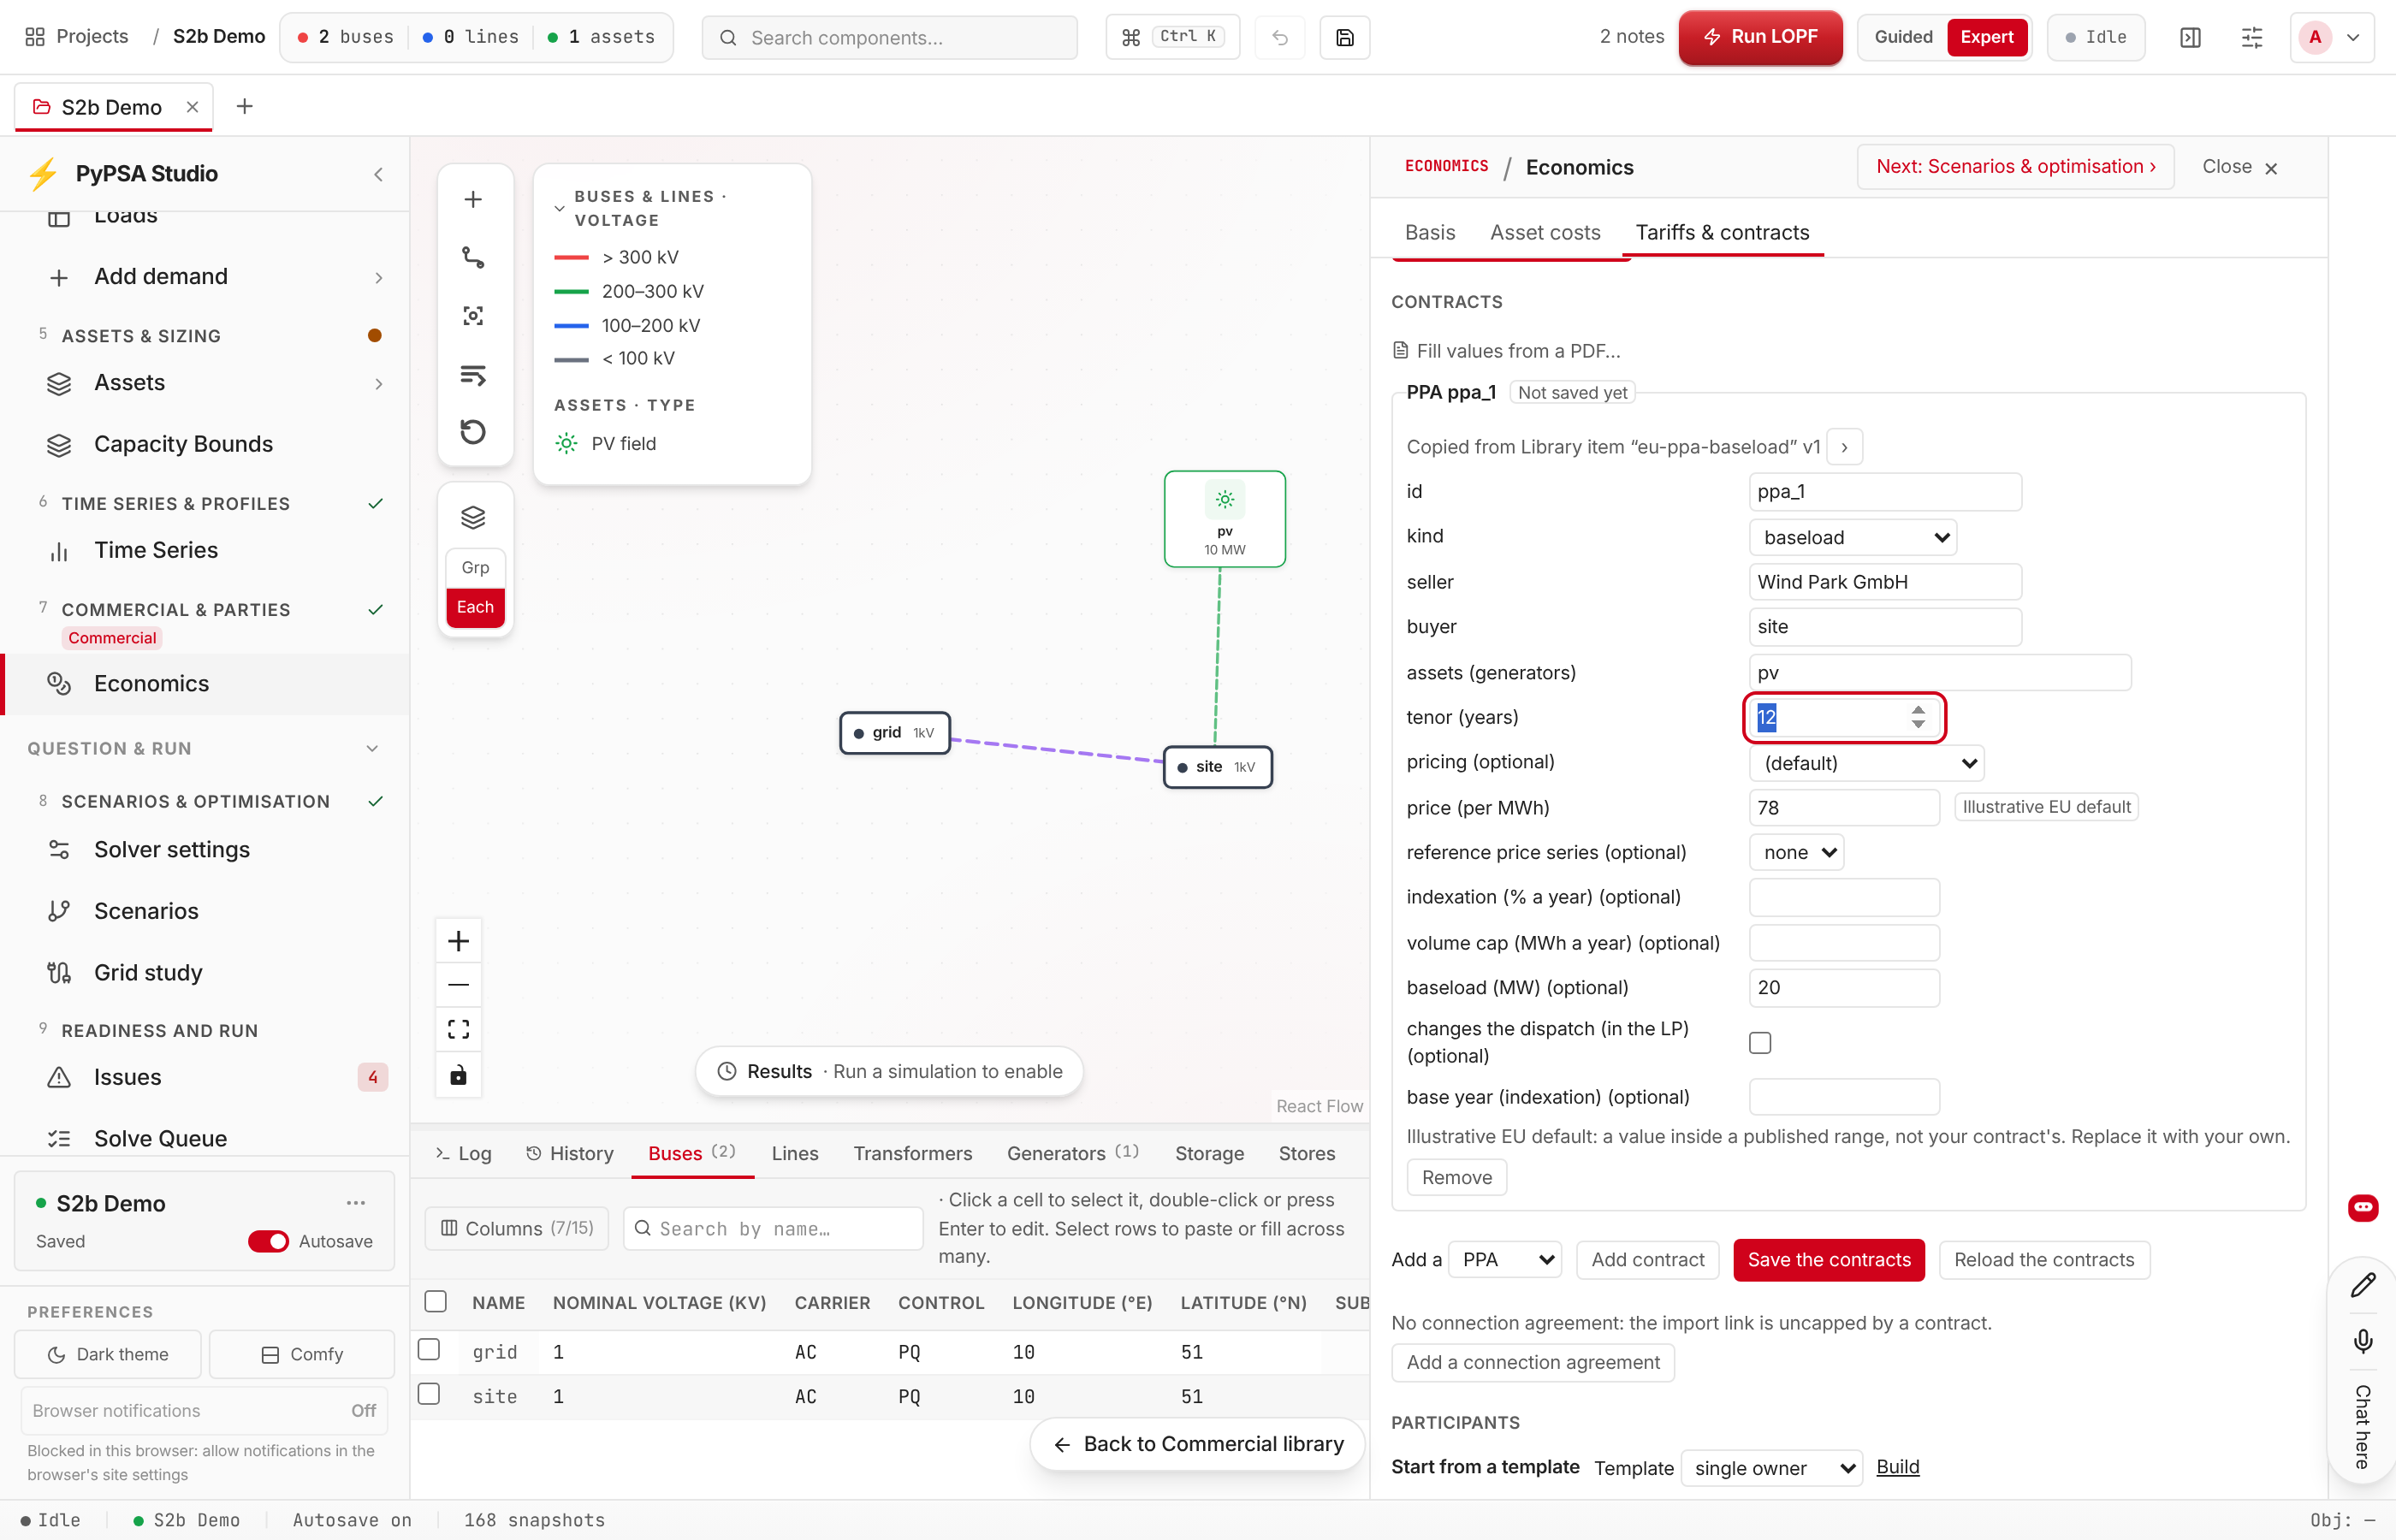 Projects / S2b Demo
2 buses
0 lines
1 assets
Search components...
Ctrl K
2 notes
Run LOPF
Guided
Expert
Idle
A
S2b Demo
PyPSA Studio
Loads
Add demand
5 ASSETS & SIZING
Assets
Capacity Bounds
6 TIME SERIES & PROFILES
Time Series
7 COMMERCIAL & PARTIES
Commercial
Economics
QUESTION & RUN
8 SCENARIOS & OPTIMISATION
Solver settings
Scenarios
Grid study
9 READINESS AND RUN
Issues 4
Solve Queue
S2b Demo
Saved
Autosave
PREFERENCES
Dark theme
Comfy
Browser notifications Off
Blocked in this browser: allow notifications in the
browser's site settings
Grp
Each
BUSES & LINES ·
VOLTAGE
> 300 kV
200–300 kV
100–200 kV
< 100 kV
ASSETS · TYPE
PV field
pv
10 MW
grid 1kV
site 1kV
Results · Run a simulation to enable
React Flow
Log
History
Buses (2)
Lines
Transformers
Generators (1)
Storage
Stores
Columns (7/15)
Search by name…
· Click a cell to select it, double-click or press
Enter to edit. Select rows to paste or fill across
many.
NAME NOMINAL VOLTAGE (KV) CARRIER CONTROL LONGITUDE (°E) LATITUDE (°N) SUB
grid 1 AC PQ 10 51
site 1 AC PQ 10 51
Back to Commercial library
ECONOMICS / Economics
Next: Scenarios & optimisation ›
Close
Basis
Asset costs
Tariffs & contracts
CONTRACTS
Fill values from a PDF...
PPA ppa_1 Not saved yet
Copied from Library item “eu-ppa-baseload” v1
id ppa_1
kind baseload
seller Wind Park GmbH
buyer site
assets (generators) pv
tenor (years) 12
pricing (optional) (default)
price (per MWh) 78 Illustrative EU default
reference price series (optional) none
indexation (% a year) (optional)
volume cap (MWh a year) (optional)
baseload (MW) (optional) 20
changes the dispatch (in the LP)
(optional)
base year (indexation) (optional)
Illustrative EU default: a value inside a published range, not your contract's. Replace it with your own.
Remove
Add a PPA
Add contract
Save the contracts
Reload the contracts
No connection agreement: the import link is uncapped by a contract.
Add a connection agreement
PARTICIPANTS
Start from a template Template single owner Build
Chat here
Idle
S2b Demo
Autosave on
168 snapshots
Obj: —